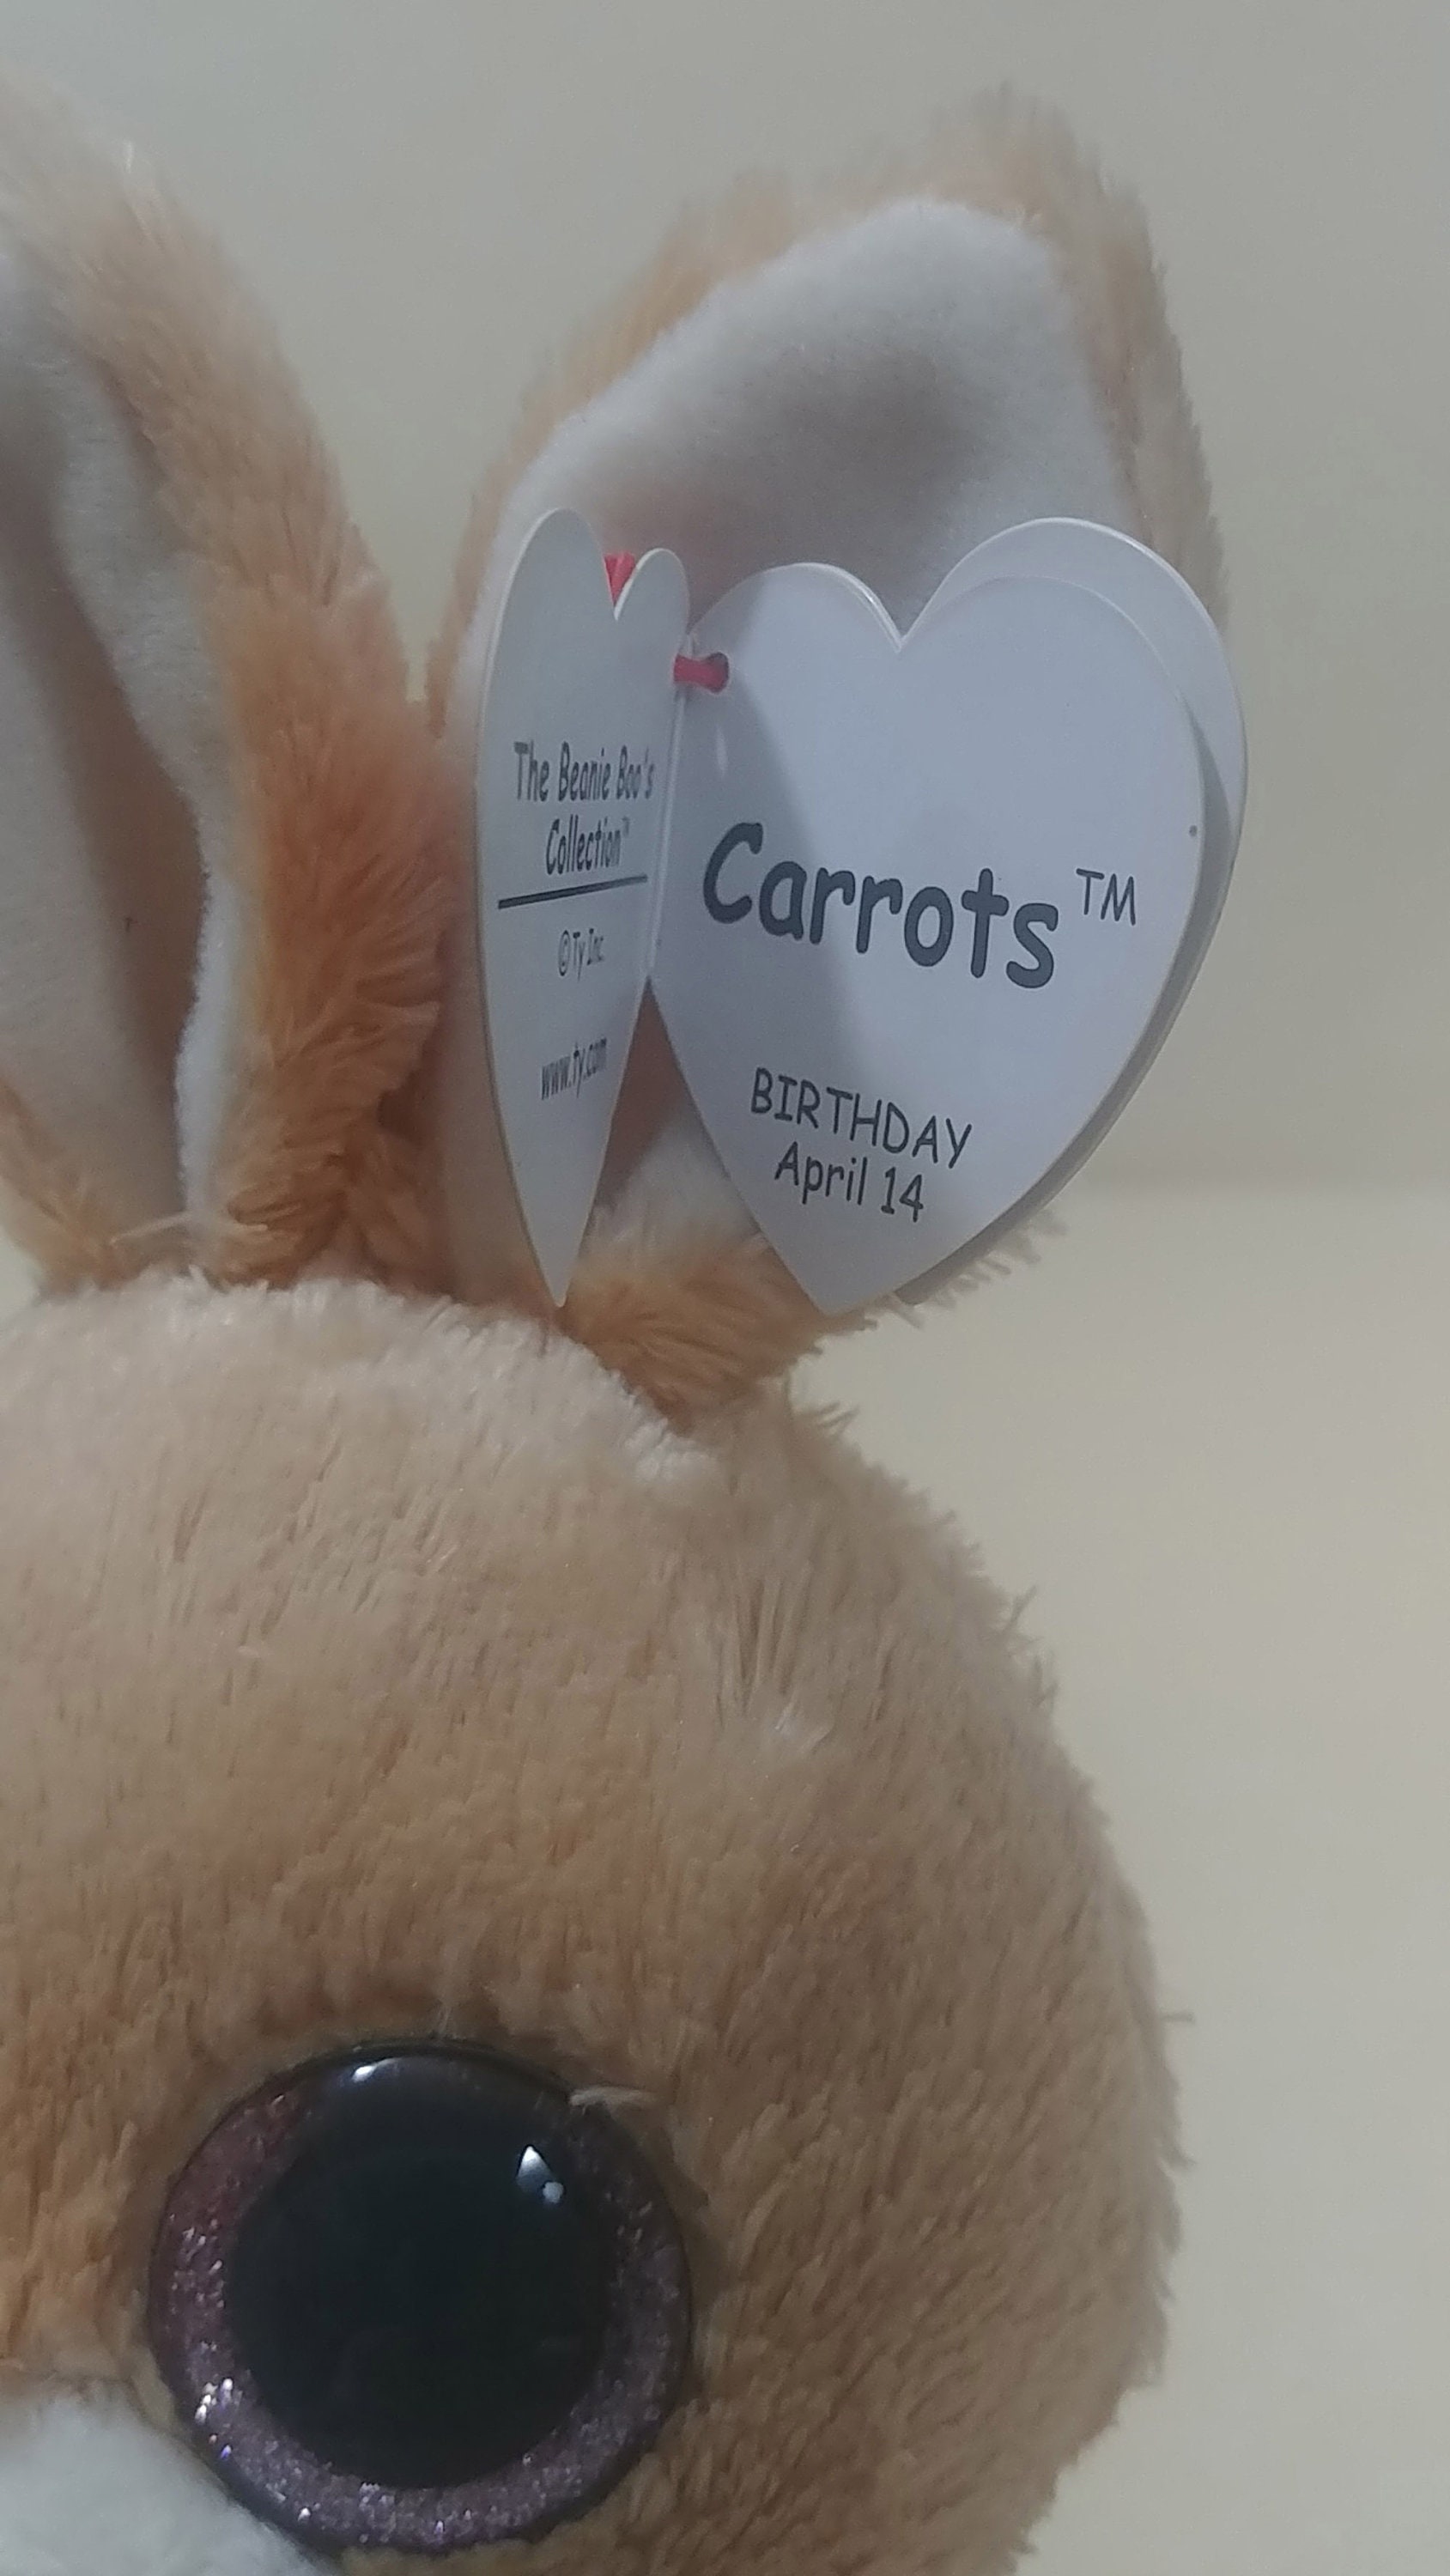 The Beanie Boo's
Collection™
© Ty Inc.
www.ty.com
Carrots™
BIRTHDAY
April 14